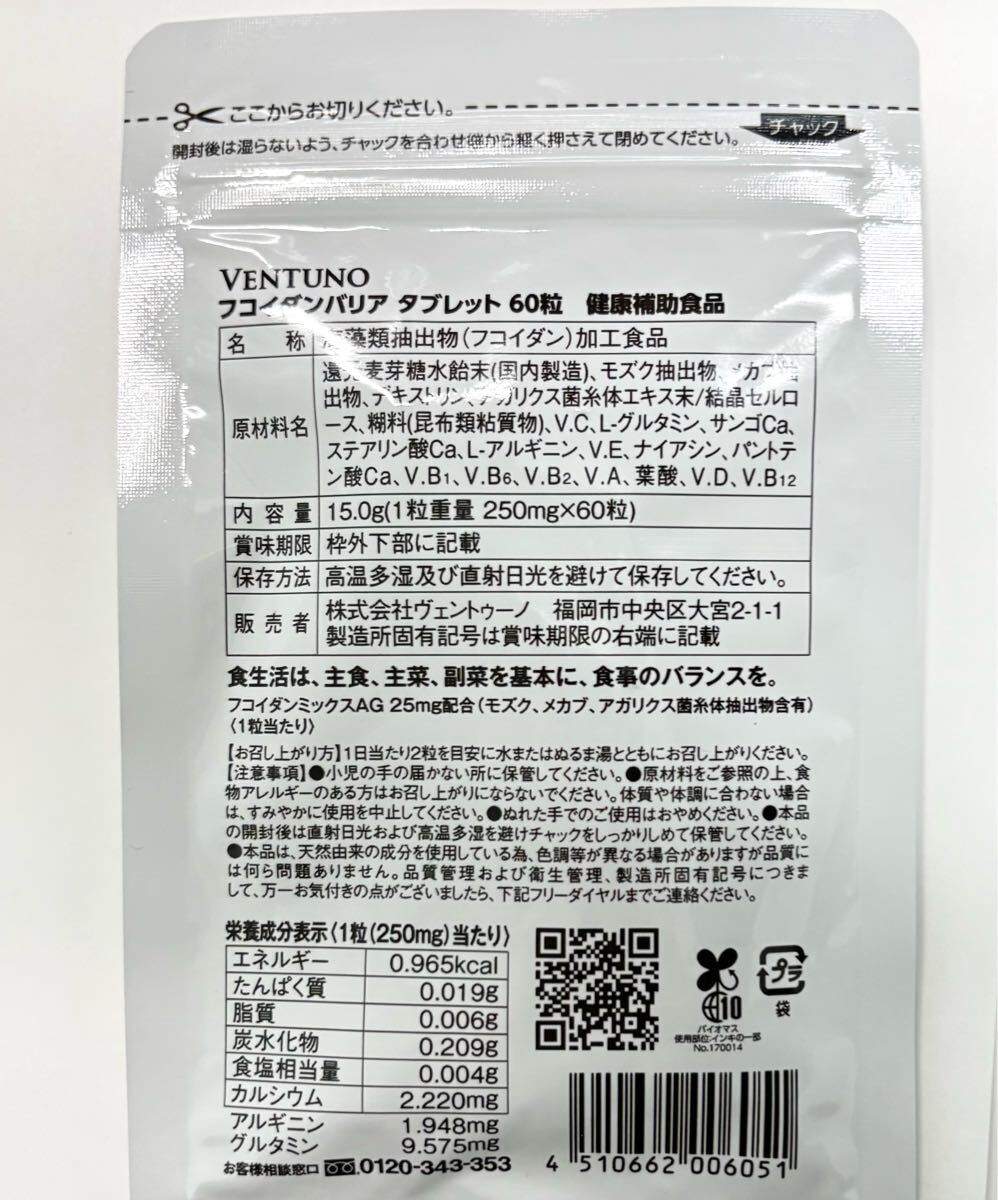 ここからお切りください。
チャック
開封後は湿らないよう、チャックを合わせ端から軽く押さえて閉めてください。
VENTUNO
フコイダンバリア タブレット 60粒 健康補助食品
名称 海藻類抽出物(フコイダン)加工食品
原材料名 還元麦芽糖水飴末(国内製造)、モズク抽出物、メカブ抽
出物、デキストリン、アガリクス菌糸体エキス末/結晶セルロ
ース、糊料(昆布類粘質物)、V.C、L-グルタミン、サンゴCa、
ステアリン酸Ca、L-アルギニン、V.E、ナイアシン、パントテ
ン酸Ca、V.B1、V.B6、V.B2、V.A、葉酸、V.D、V.B12
内容量 15.0g(1粒重量 250mg×60粒)
賞味期限 枠外下部に記載
保存方法 高温多湿及び直射日光を避けて保存してください。
販売者 株式会社ヴェントゥーノ 福岡市中央区大宮2-1-1
製造所固有記号は賞味期限の右端に記載
食生活は、主食、主菜、副菜を基本に、食事のバランスを。
フコイダンミックスAG 25mg配合(モズク、メカブ、アガリクス菌糸体抽出物含有)
〈1粒当たり〉
【お召し上がり方】1日当たり2粒を目安に水またはぬるま湯とともにお召し上がりください。
【注意事項】●小児の手の届かない所に保管してください。●原材料をご参照の上、食
物アレルギーのある方はお召し上がりにならないでください。体質や体調に合わない場合
は、すみやかに使用を中止してください。●ぬれた手でのご使用はおやめください。●本品
の開封後は直射日光および高温多湿を避けチャックをしっかりしめて保管してください。
●本品は、天然由来の成分を使用している為、色調等が異なる場合がありますが品質に
は何ら問題ありません。品質管理および衛生管理、製造所固有記号につきま
して、万一お気付きの点がございましたら、下記フリーダイヤルまでご連絡ください。
栄養成分表示〈1粒(250mg)当たり〉
エネルギー 0.965kcal
たんぱく質 0.019g
脂質 0.006g
炭水化物 0.209g
食塩相当量 0.004g
カルシウム 2.220mg
アルギニン 1.948mg
グルタミン 9.575mg
お客様相談窓口 0120-343-353
10
バイオマス
使用部位:インキの一部
No.170014
プラ
袋
4 510662 006051